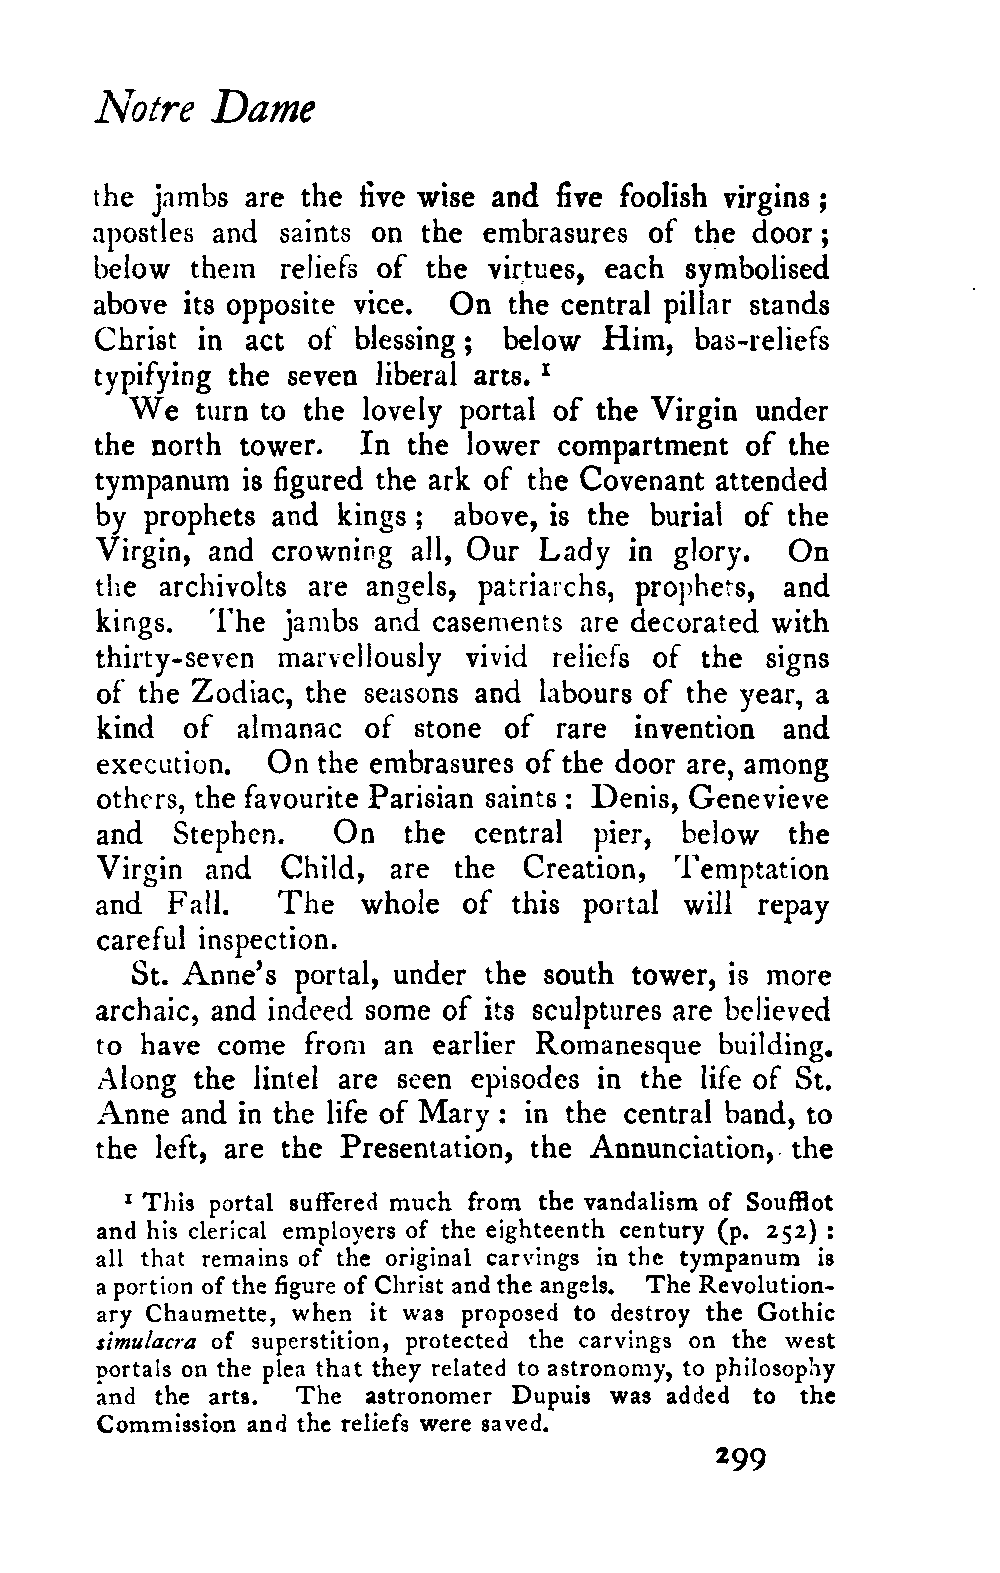 Notre Dame
the jambs are the five wise and five foolish virgins ;
apostles and saints on the embrasures of the door ;
below them reliefs of the virtues, each symbolised
above its opposite vice. On the central pillar stands
Christ in act of blessing ; below Him, bas-reliefs
typifying the seven liberal arts. ¹
We turn to the lovely portal of the Virgin under
the north tower. In the lower compartment of the
tympanum is figured the ark of the Covenant attended
by prophets and kings ; above, is the burial of the
Virgin, and crowning all, Our Lady in glory. On
the archivolts are angels, patriarchs, prophets, and
kings. The jambs and casements are decorated with
thirty-seven marvellously vivid reliefs of the signs
of the Zodiac, the seasons and labours of the year, a
kind of almanac of stone of rare invention and
execution. On the embrasures of the door are, among
others, the favourite Parisian saints : Denis, Genevieve
and Stephen. On the central pier, below the
Virgin and Child, are the Creation, Temptation
and Fall. The whole of this portal will repay
careful inspection.
St. Anne's portal, under the south tower, is more
archaic, and indeed some of its sculptures are believed
to have come from an earlier Romanesque building.
Along the lintel are seen episodes in the life of St.
Anne and in the life of Mary : in the central band, to
the left, are the Presentation, the Annunciation, the
¹ This portal suffered much from the vandalism of Soufflot
and his clerical employers of the eighteenth century (p. 252) :
all that remains of the original carvings in the tympanum is
a portion of the figure of Christ and the angels. The Revolution-
ary Chaumette, when it was proposed to destroy the Gothic
simulacra of superstition, protected the carvings on the west
portals on the plea that they related to astronomy, to philosophy
and the arts. The astronomer Dupuis was added to the
Commission and the reliefs were saved.
299